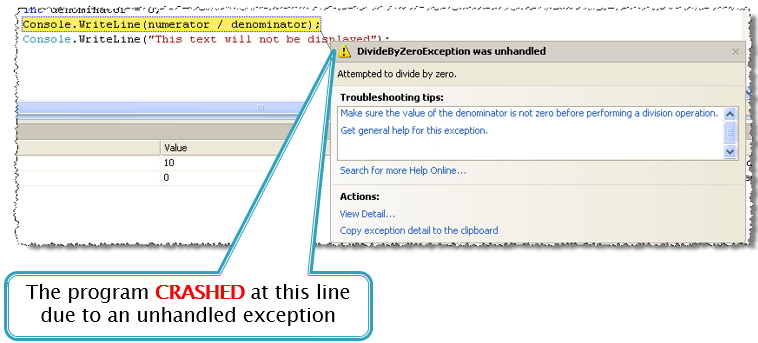 denominator = 0;
Console.WriteLine(numerator / denominator);
Console.WriteLine("This text will not be displayed");
DivideByZeroException was unhandled
Attempted to divide by zero.
Troubleshooting tips:
Make sure the value of the denominator is not zero before performing a division operation.
Get general help for this exception.
Value
10
0
Search for more Help Online...
Actions:
View Detail...
Copy exception detail to the clipboard
The program CRASHED at this line
due to an unhandled exception